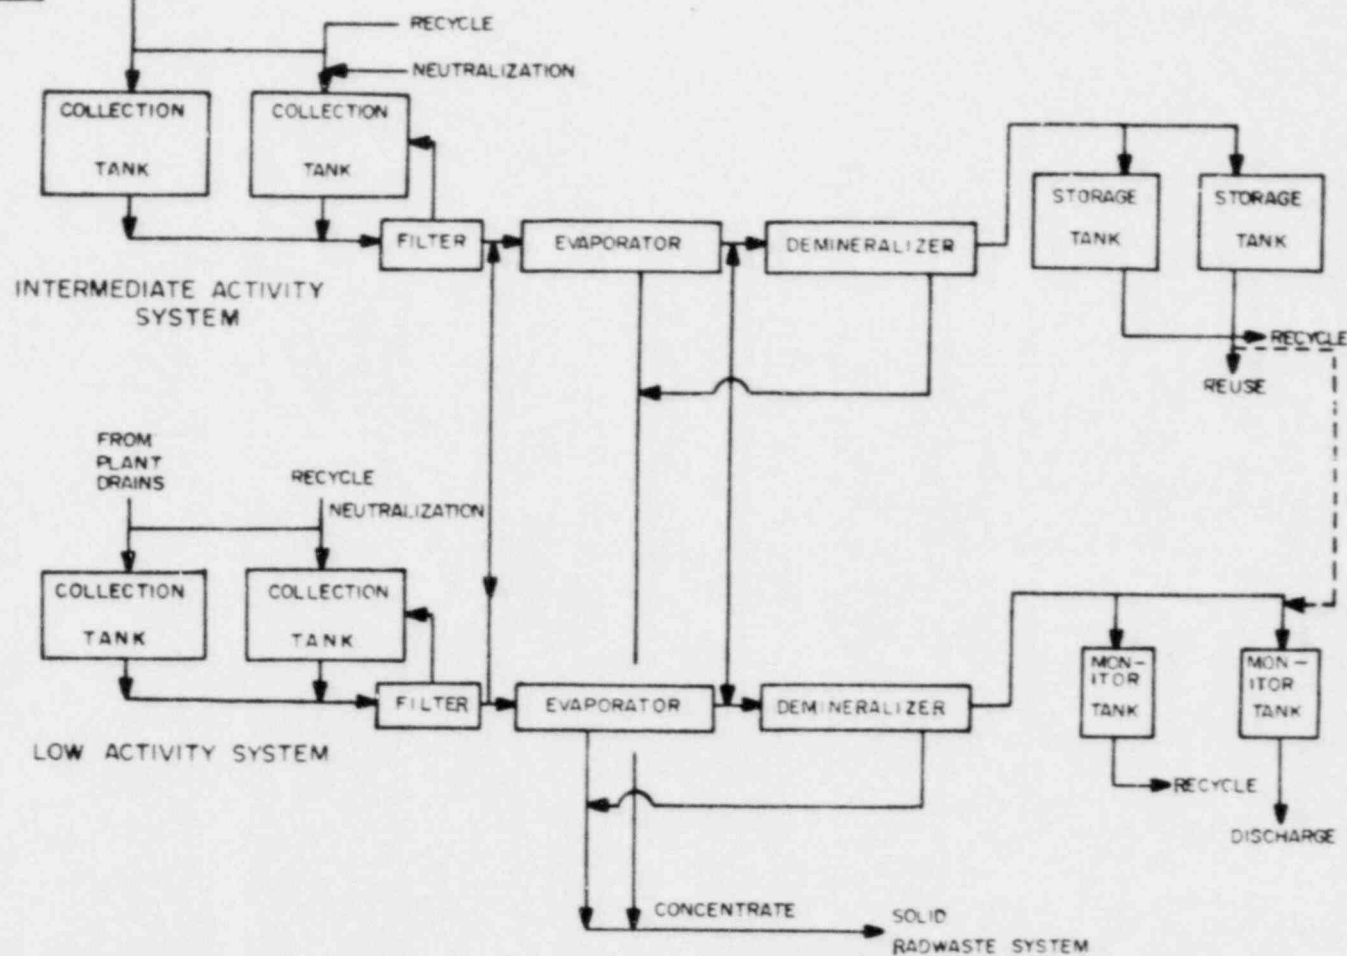 RECYCLE
NEUTRALIZATION
COLLECTION
TANK
COLLECTION
TANK
STORAGE
TANK
STORAGE
TANK
FILTER
EVAPORATOR
DEMINERALIZER
INTERMEDIATE ACTIVITY
SYSTEM
RECYCLE
REUSE
FROM
PLANT
DRAINS
RECYCLE
NEUTRALIZATION
COLLECTION
TANK
COLLECTION
TANK
FILTER
EVAPORATOR
DEMINERALIZER
MON-
ITOR
TANK
MON-
ITOR
TANK
LOW ACTIVITY SYSTEM
RECYCLE
DISCHARGE
CONCENTRATE
SOLID
RADWASTE SYSTEM